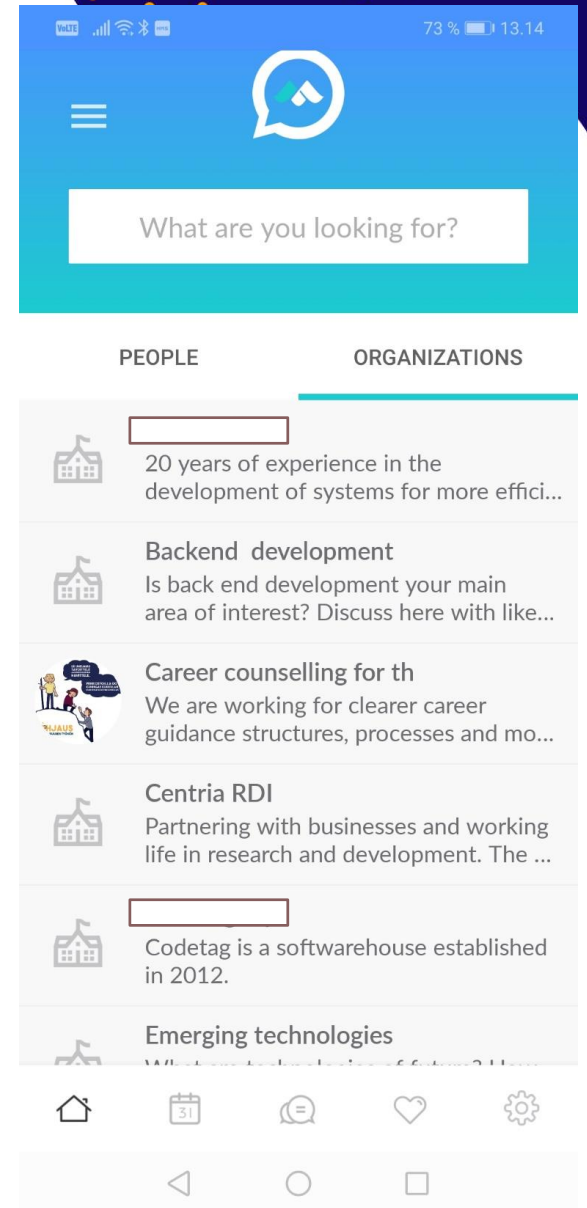 VoLTE
73 % 13.14
What are you looking for?
PEOPLE
ORGANIZATIONS
20 years of experience in the
development of systems for more effici...
Backend development
Is back end development your main
area of interest? Discuss here with like...
Career counselling for th
We are working for clearer career
guidance structures, processes and mo...
Centria RDI
Partnering with businesses and working
life in research and development. The ...
Codetag is a softwarehouse established
in 2012.
Emerging technologies
31